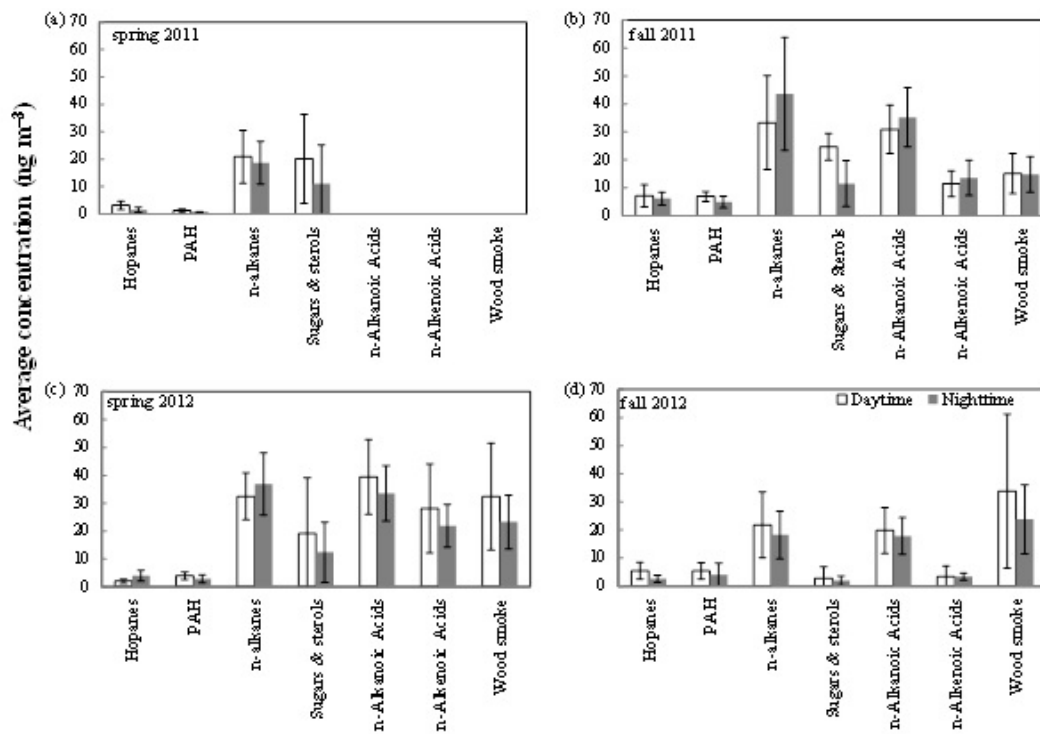 Average concentration (ng m⁻³)
(a)
spring 2011
70
60
50
40
30
20
10
0
Hopanes
PAH
n-alkanes
Sugars & sterols
n-Alkanoic Acids
n-Alkenoic Acids
Wood smoke
(b)
fall 2011
70
60
50
40
30
20
10
0
Hopanes
PAH
n-alkanes
Sugars & Sterols
n-Alkanoic Acids
n-Alkenoic Acids
Wood smoke
(c)
spring 2012
70
60
50
40
30
20
10
0
Hopanes
PAH
n-alkanes
Sugars & sterols
n-Alkanoic Acids
n-Alkenoic Acids
Wood smoke
(d)
fall 2012
Daytime Nighttime
70
60
50
40
30
20
10
0
Hopanes
PAH
n-alkanes
Sugars & sterols
n-Alkanoic Acids
n-Alkenoic Acids
Wood smoke